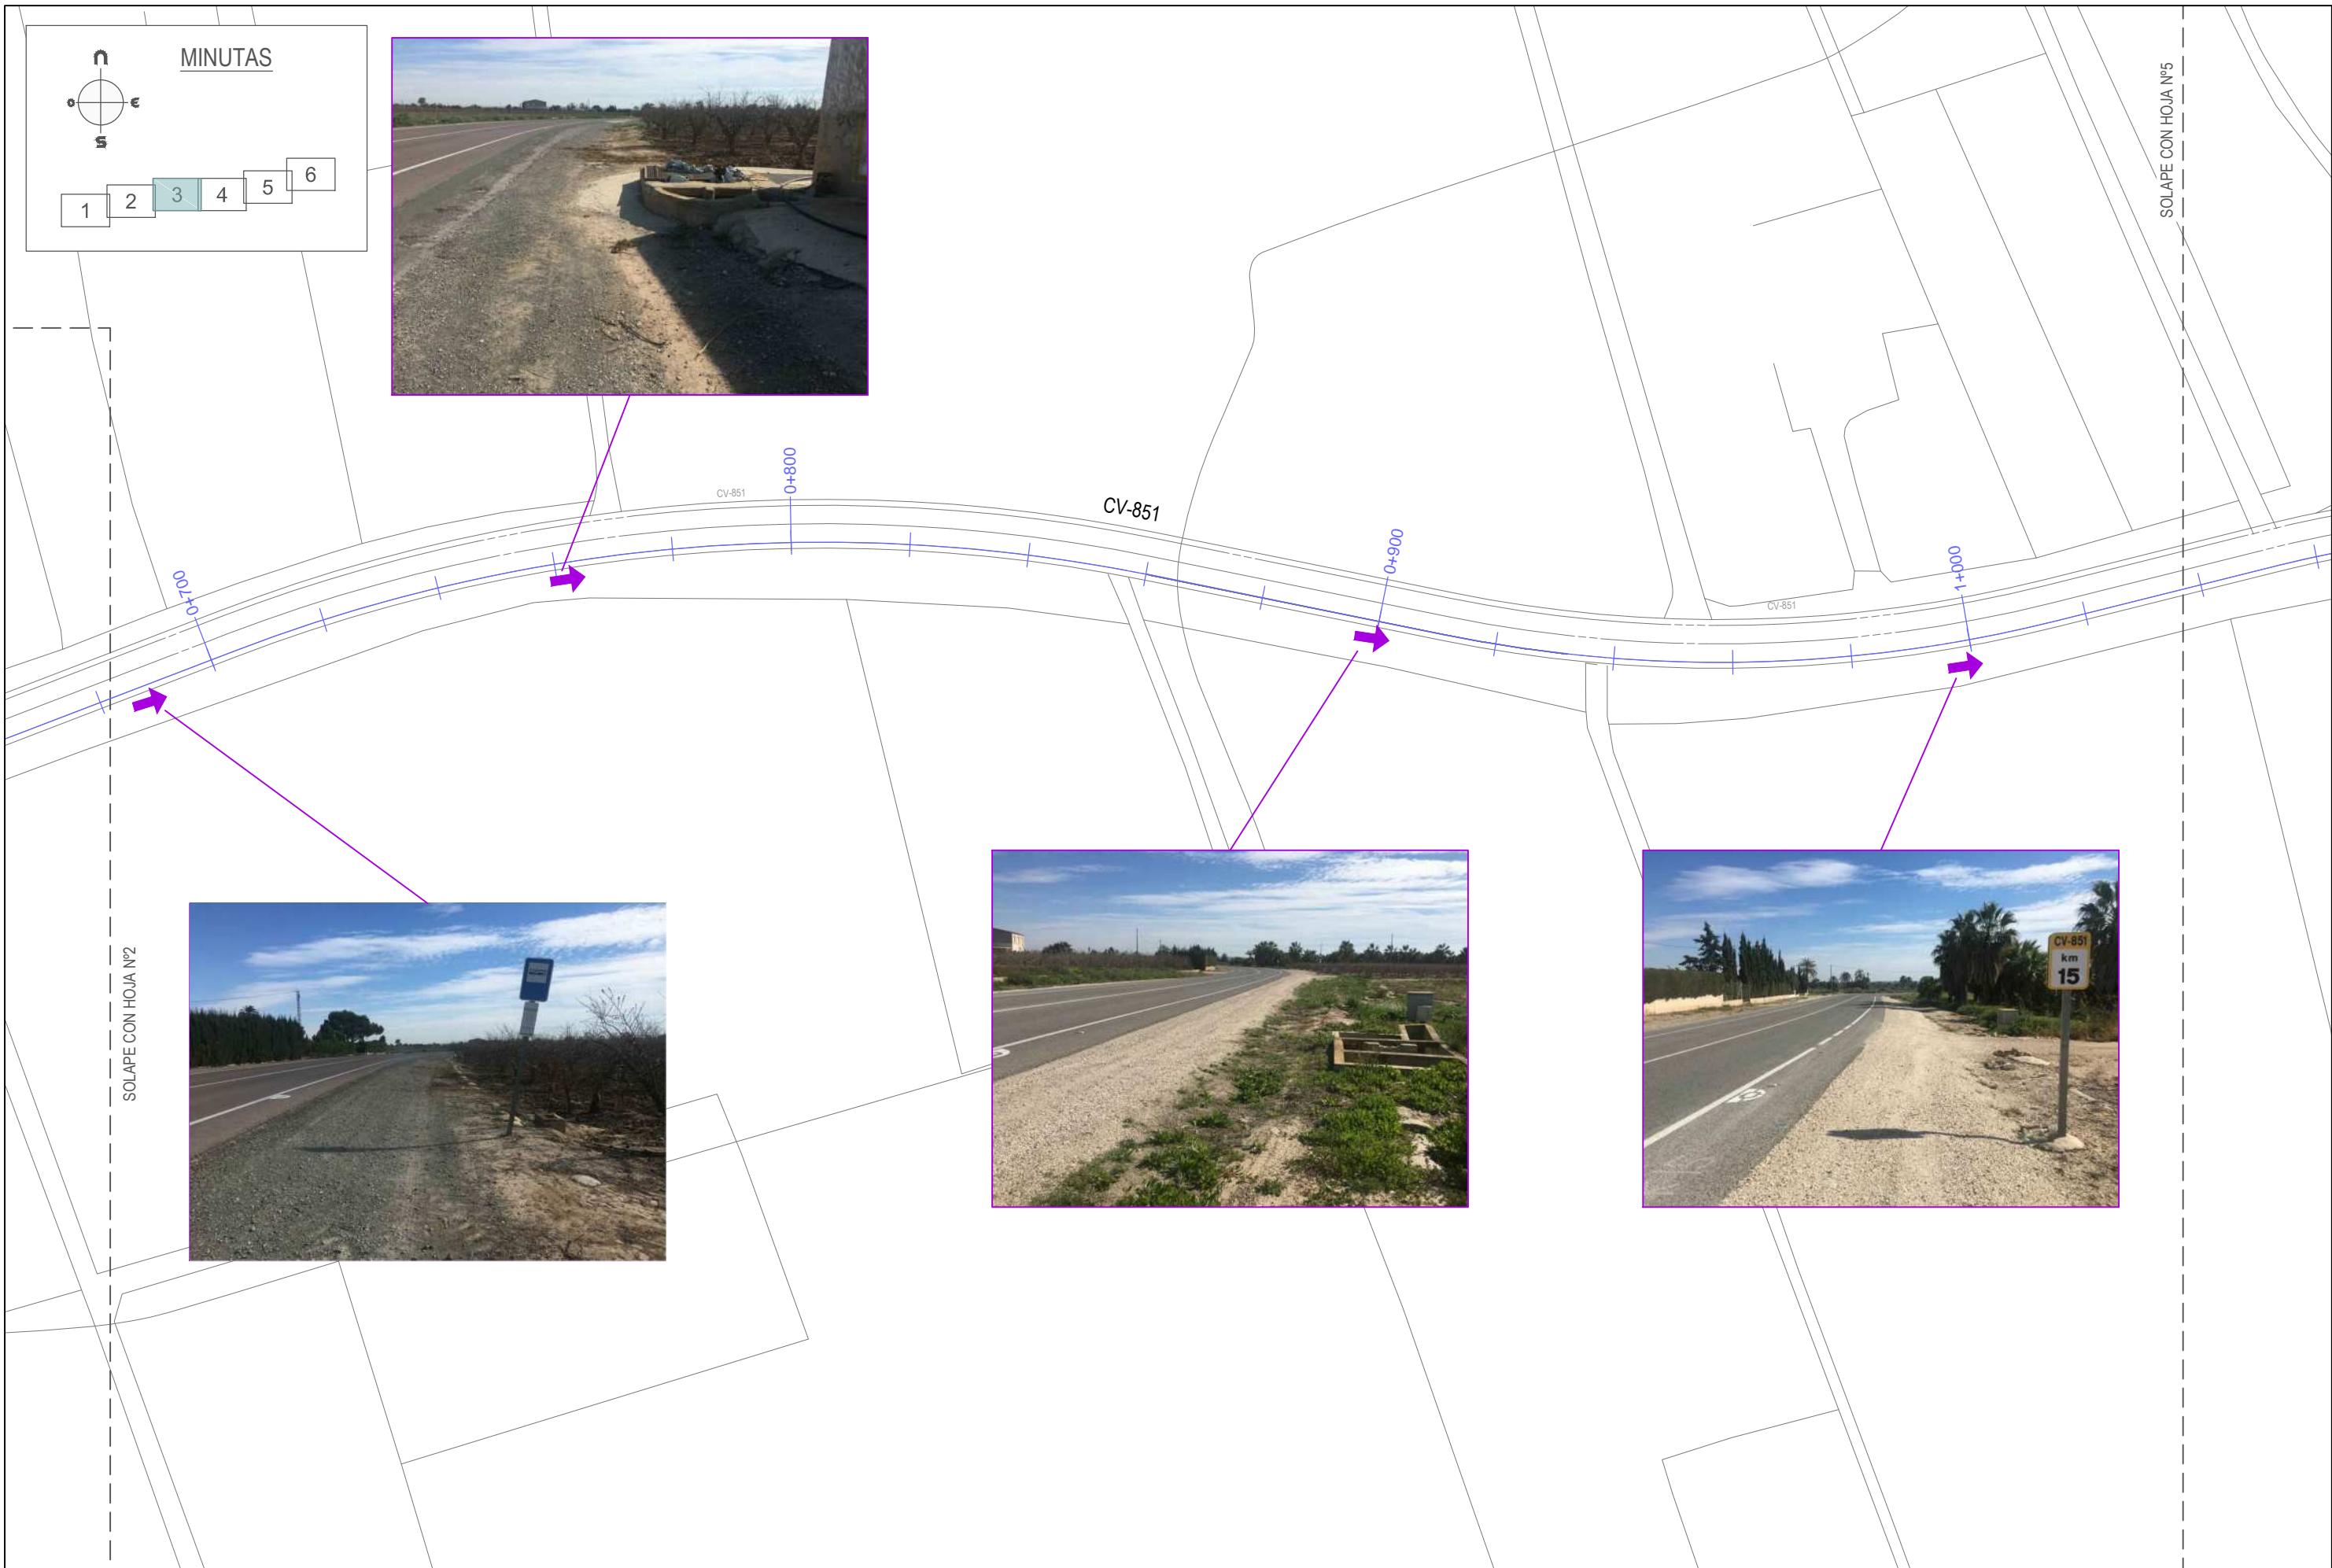 MINUTAS
N
O
E
S
1
2
3
4
5
6
SOLAPE CON HOJA Nº5
CV-851
0+800
CV-851
0+900
0+700
1+000
CV-851
SOLAPE CON HOJA Nº2
CV-851
km
15